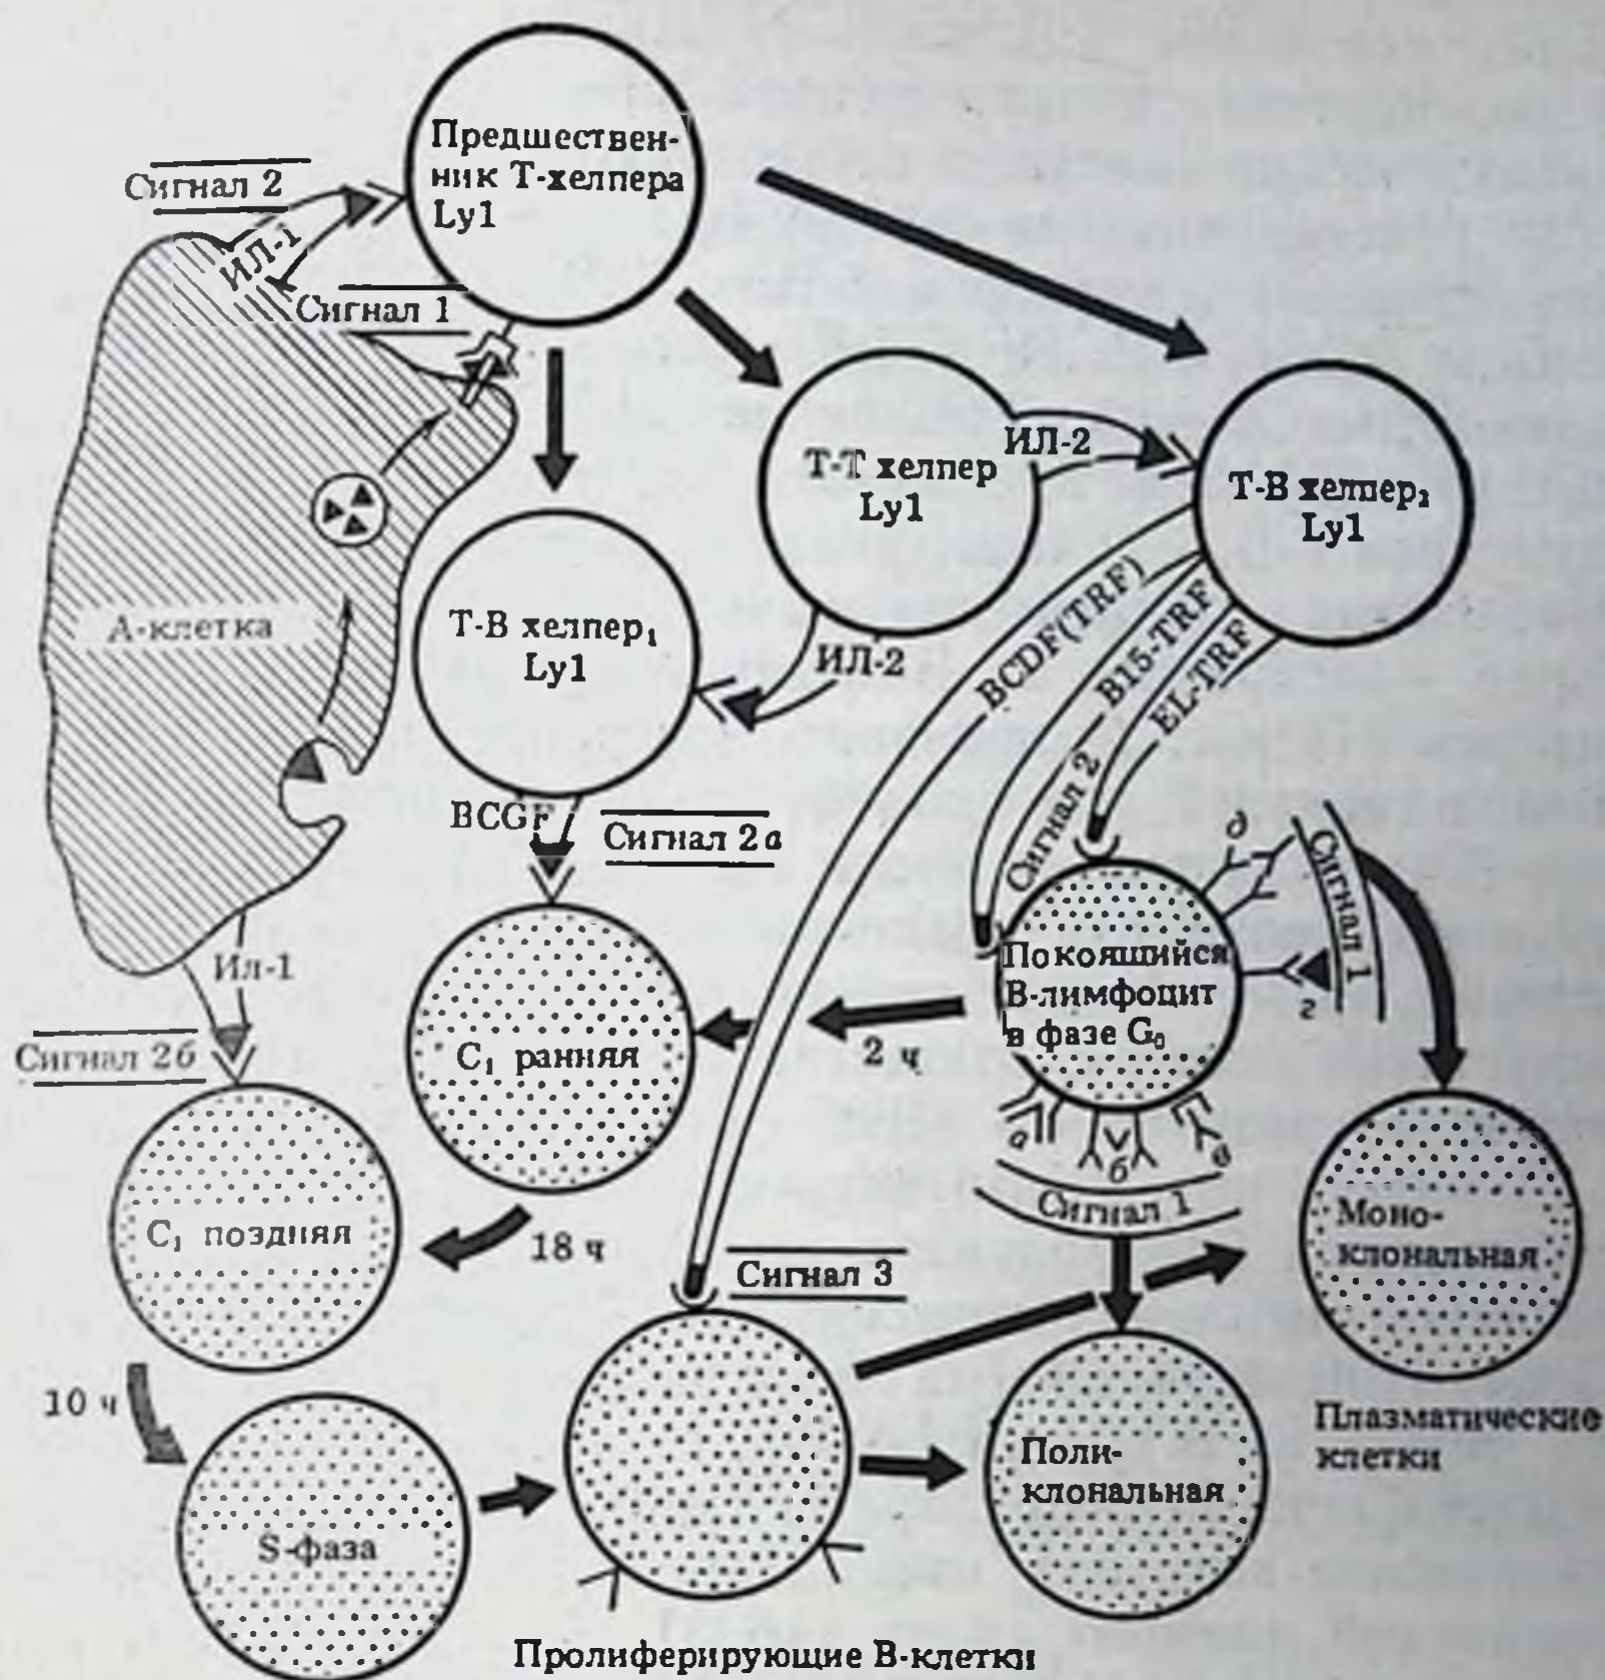 Предшествен-
ник Т-хелпера
Ly1
Сигнал 2
ИЛ-1
Сигнал 1
Т-Т хелпер
Ly1
ИЛ-2
Т-В хелпер₂
Ly1
А-клетка
Т-В хелпер₁
Ly1
ИЛ-2
BCDF(TRF)
B15-TRF
EL-TRF
BCGF
Сигнал 2а
Сигнал 2
д
Сигнал 1
г
Покоящийся
В-лимфоцит
в фазе G₀
Ил-1
Сигнал 2б
C₁ ранняя
2 ч
а
б
в
Сигнал 1
C₁ поздняя
18 ч
Сигнал 3
Моно-
клональная
10 ч
S-фаза
Поли-
клональная
Плазматические
клетки
Пролиферирующие В-клетки